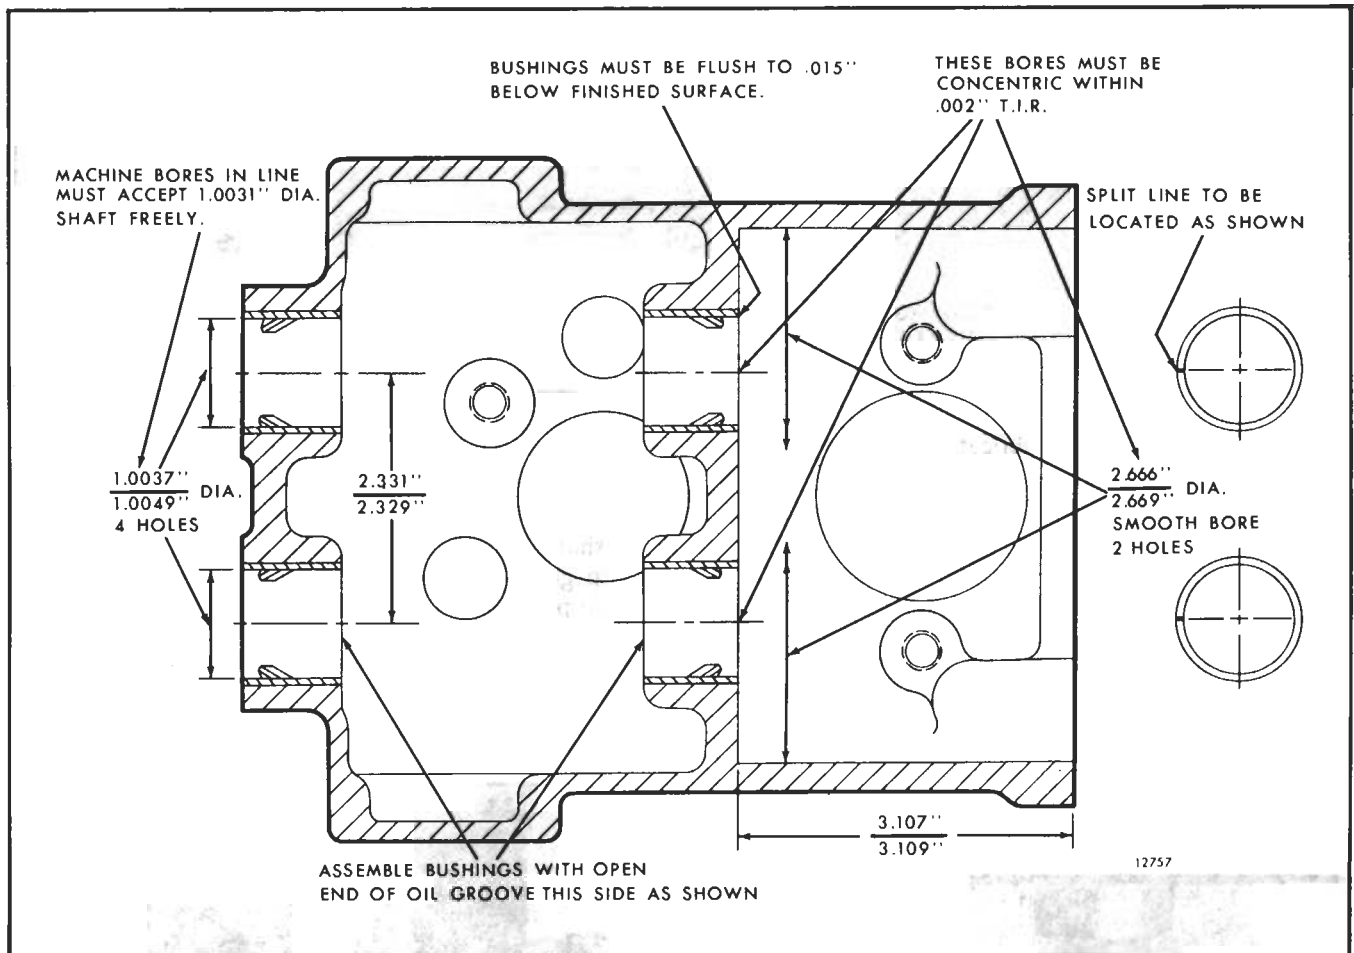 BUSHINGS MUST BE FLUSH TO .015''
BELOW FINISHED SURFACE.
THESE BORES MUST BE
CONCENTRIC WITHIN
.002'' T.I.R.
MACHINE BORES IN LINE
MUST ACCEPT 1.0031'' DIA.
SHAFT FREELY.
SPLIT LINE TO BE
LOCATED AS SHOWN
1.0037''
1.0049'' DIA.
4 HOLES
2.331''
2.329''
2.666''
2.669'' DIA.
SMOOTH BORE
2 HOLES
3.107''
3.109''
12757
ASSEMBLE BUSHINGS WITH OPEN
END OF OIL GROOVE THIS SIDE AS SHOWN